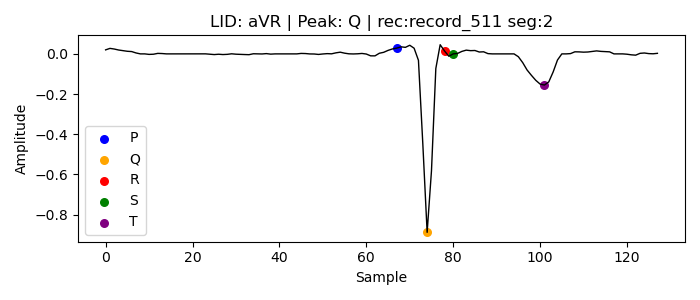 LID: aVR | Peak: Q | rec:record_511 seg:2
Amplitude
0.0
−0.2
−0.4
−0.6
−0.8
P
Q
R
S
T
0 20 40 60 80 100 120
Sample